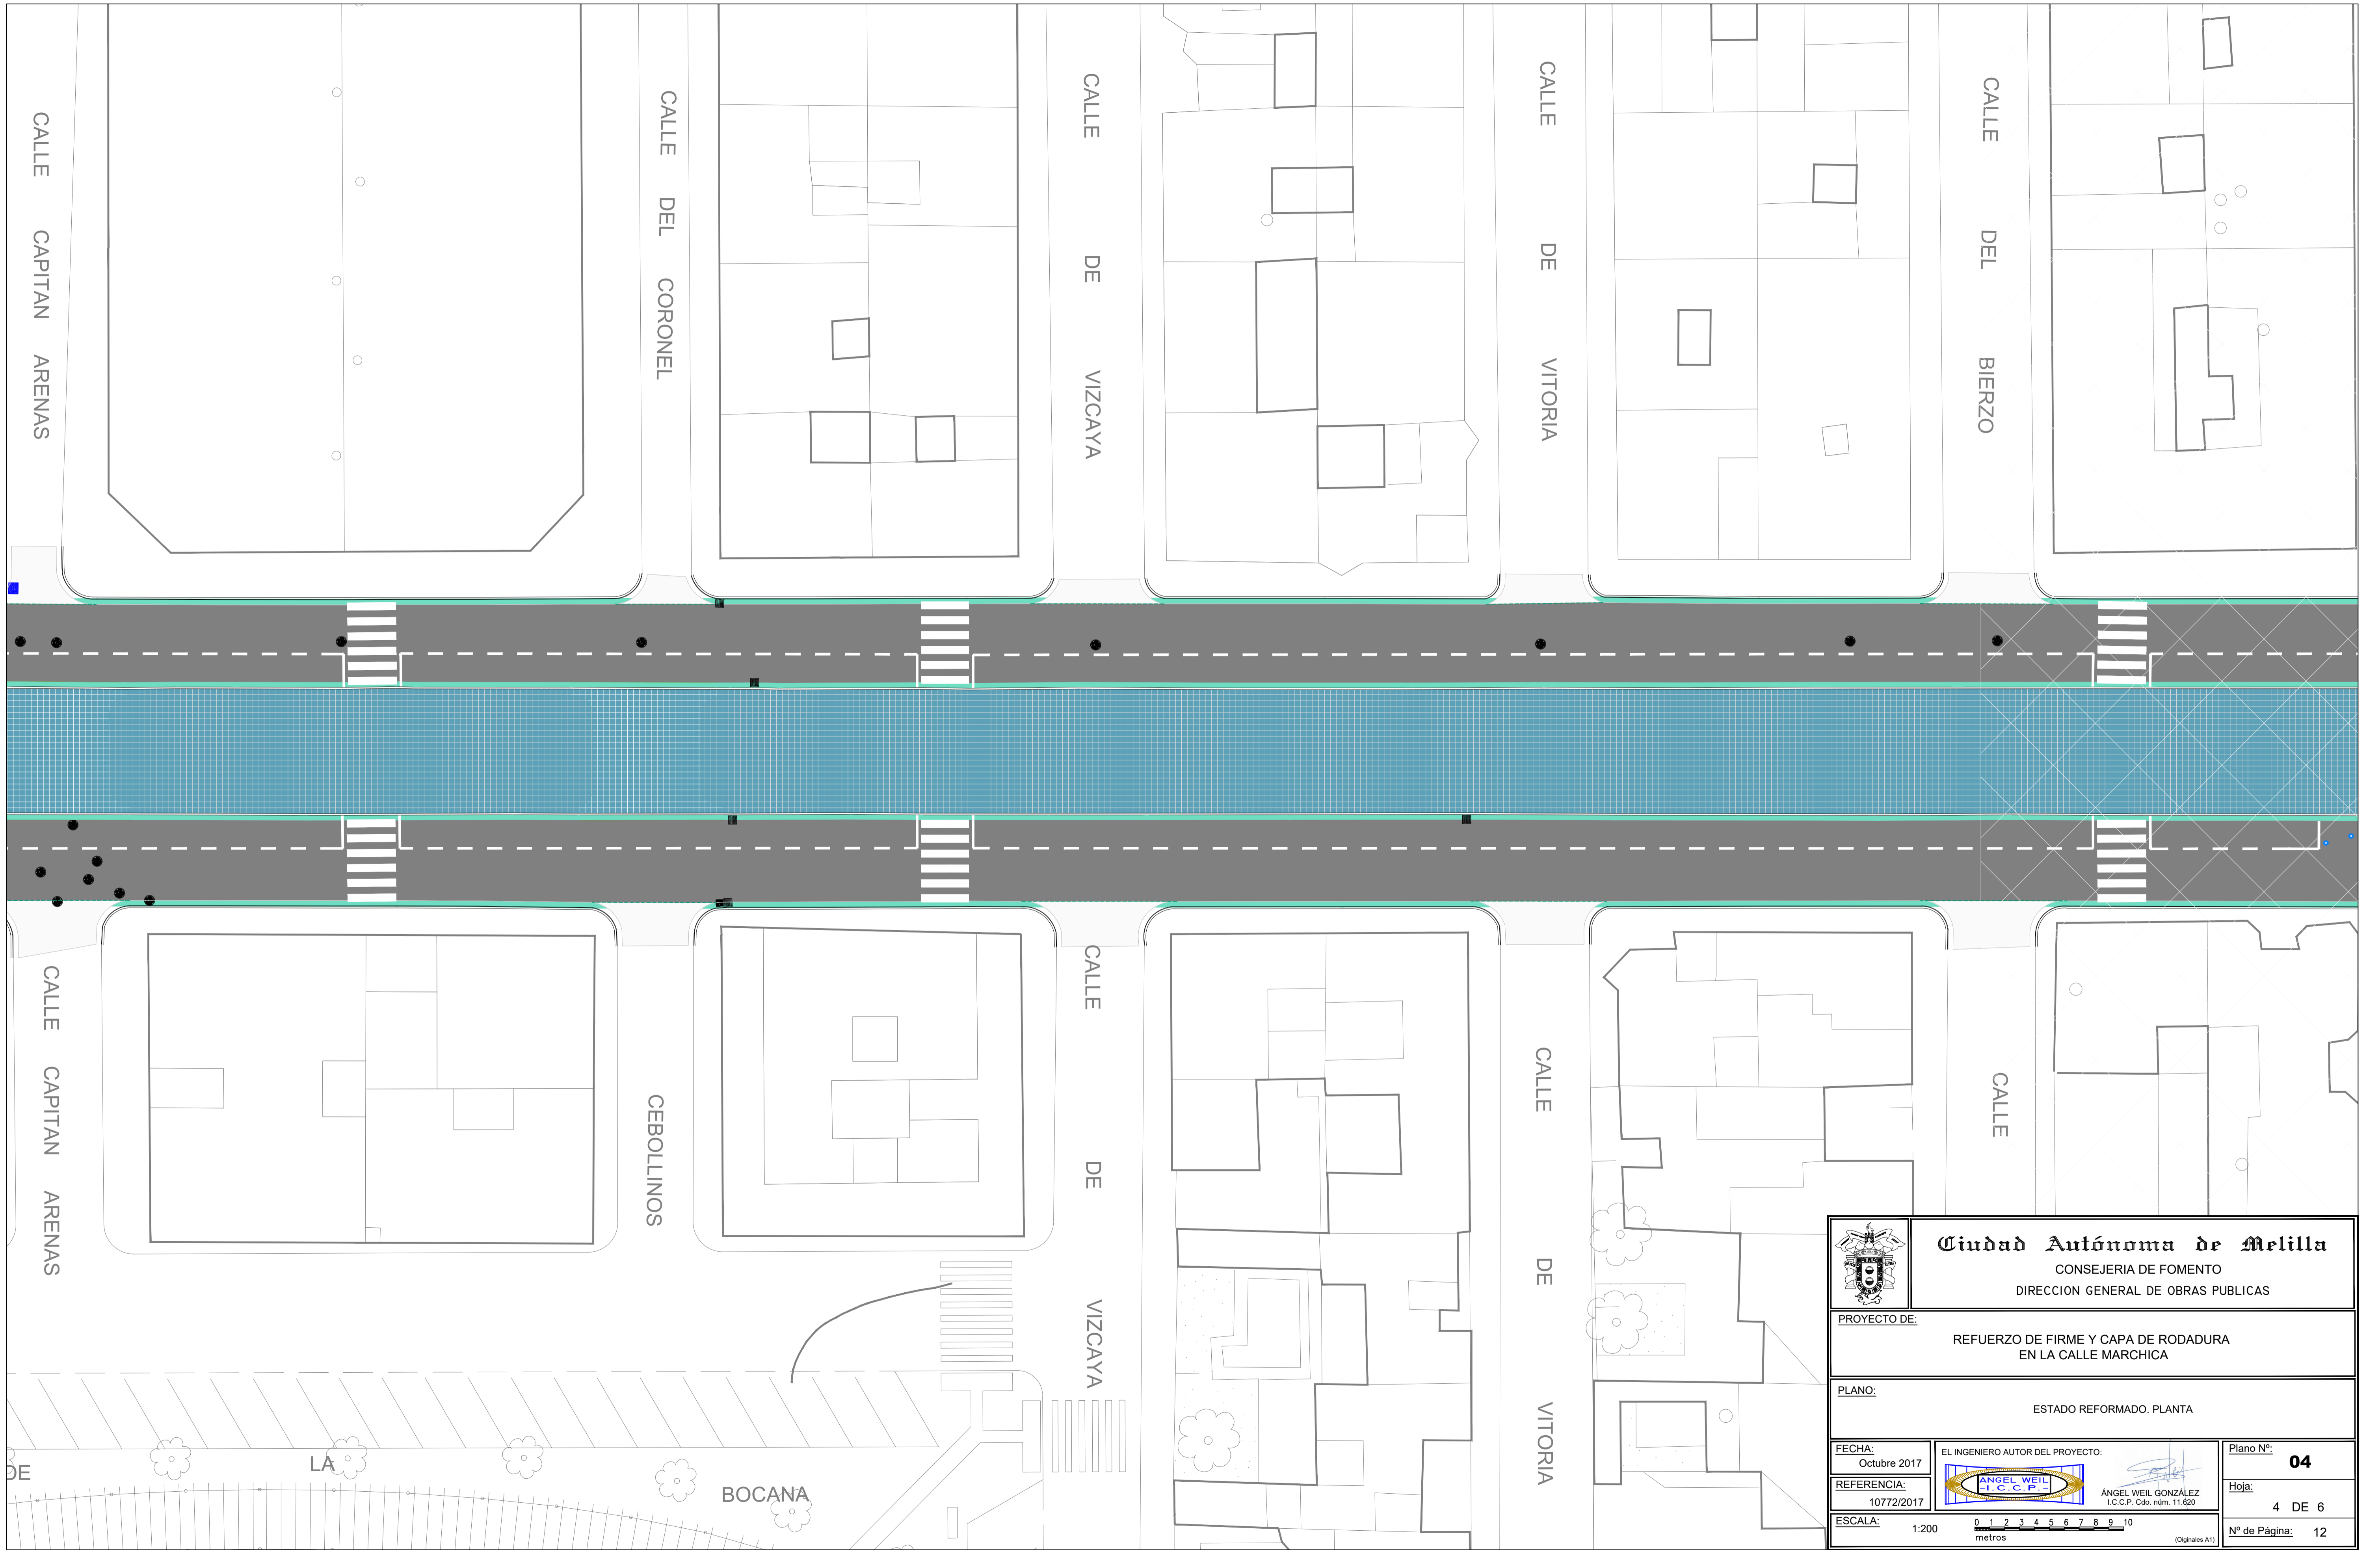 CALLE CAPITAN ARENAS
CALLE DEL CORONEL
CALLE DE VIZCAYA
CALLE DE VITORIA
CALLE DEL BIERZO
CALLE CAPITAN ARENAS
CEBOLLINOS
CALLE DE VIZCAYA
CALLE DE VITORIA
CALLE
DE LA BOCANA
Ciudad Autónoma de Melilla
CONSEJERIA DE FOMENTO
DIRECCION GENERAL DE OBRAS PUBLICAS
PROYECTO DE:
REFUERZO DE FIRME Y CAPA DE RODADURA
EN LA CALLE MARCHICA
PLANO:
ESTADO REFORMADO. PLANTA
FECHA:
Octubre 2017
REFERENCIA:
10772/2017
EL INGENIERO AUTOR DEL PROYECTO:
ANGEL WEIL
-I.C.C.P.-
ÁNGEL WEIL GONZÁLEZ
I.C.C.P. Cdo. núm. 11.620
Plano Nº:
04
Hoja:
4 DE 6
Nº de Página: 12
ESCALA:
1:200
0 1 2 3 4 5 6 7 8 9 10
metros
(Oiginales A1)